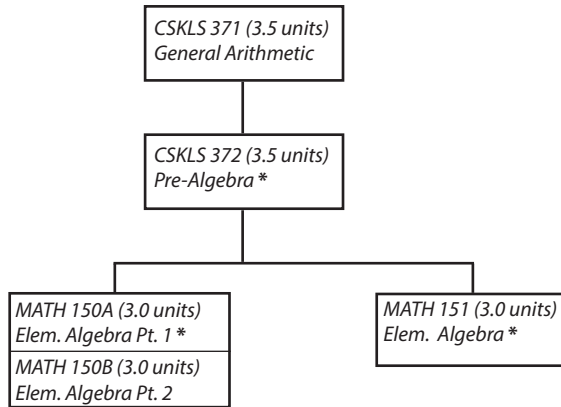 CSKLS 371 (3.5 units)
General Arithmetic
CSKLS 372 (3.5 units)
Pre-Algebra *
MATH 150A (3.0 units)
Elem. Algebra Pt. 1 *
MATH 150B (3.0 units)
Elem. Algebra Pt. 2
MATH 151 (3.0 units)
Elem. Algebra *